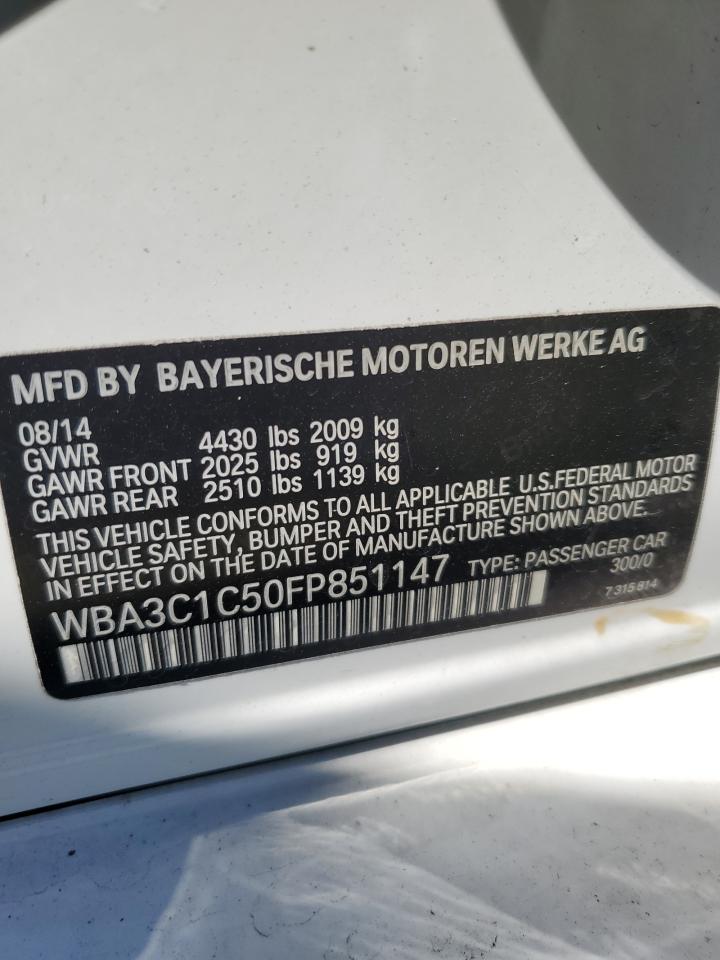 MFD BY BAYERISCHE MOTOREN WERKE AG
08/14
GVWR 4430 lbs 2009 kg
GAWR FRONT 2025 lbs 919 kg
GAWR REAR 2510 lbs 1139 kg
THIS VEHICLE CONFORMS TO ALL APPLICABLE U.S.FEDERAL MOTOR
VEHICLE SAFETY, BUMPER AND THEFT PREVENTION STANDARDS
IN EFFECT ON THE DATE OF MANUFACTURE SHOWN ABOVE.
WBA3C1C50FP851147 TYPE: PASSENGER CAR
300/0
7 315 814